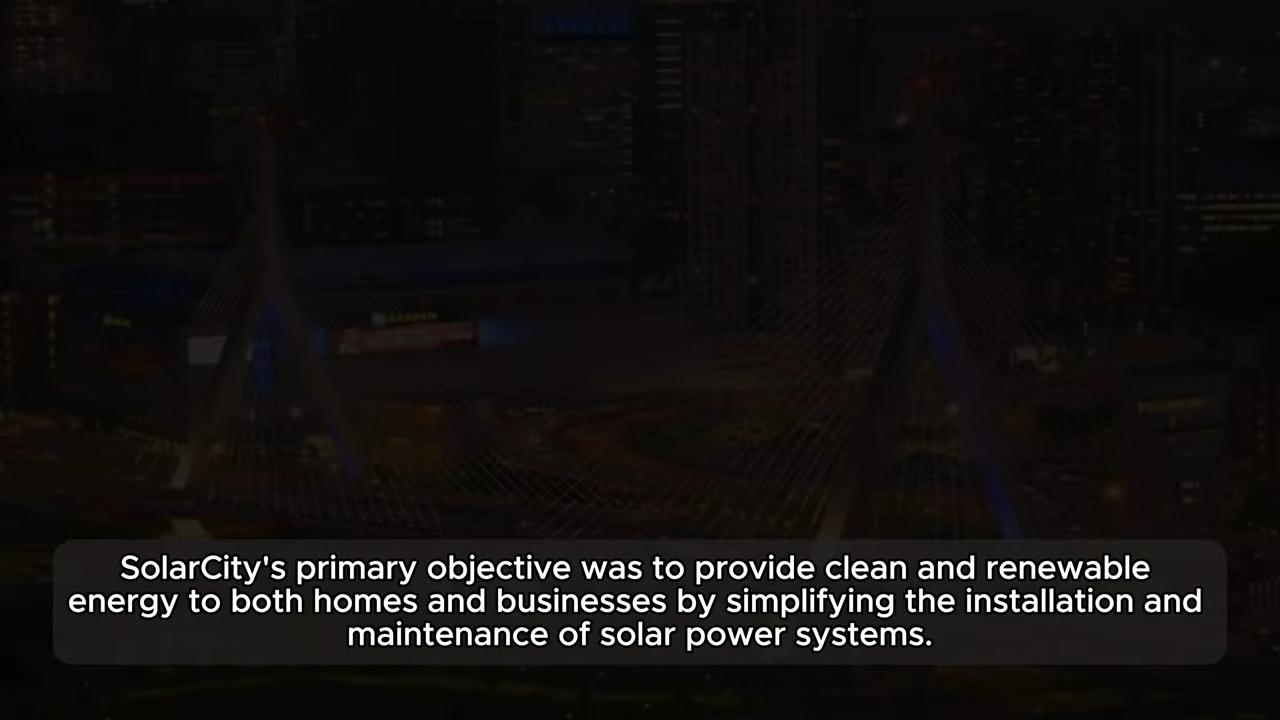 GARDEN
SolarCity's primary objective was to provide clean and renewable
energy to both homes and businesses by simplifying the installation and
maintenance of solar power systems.